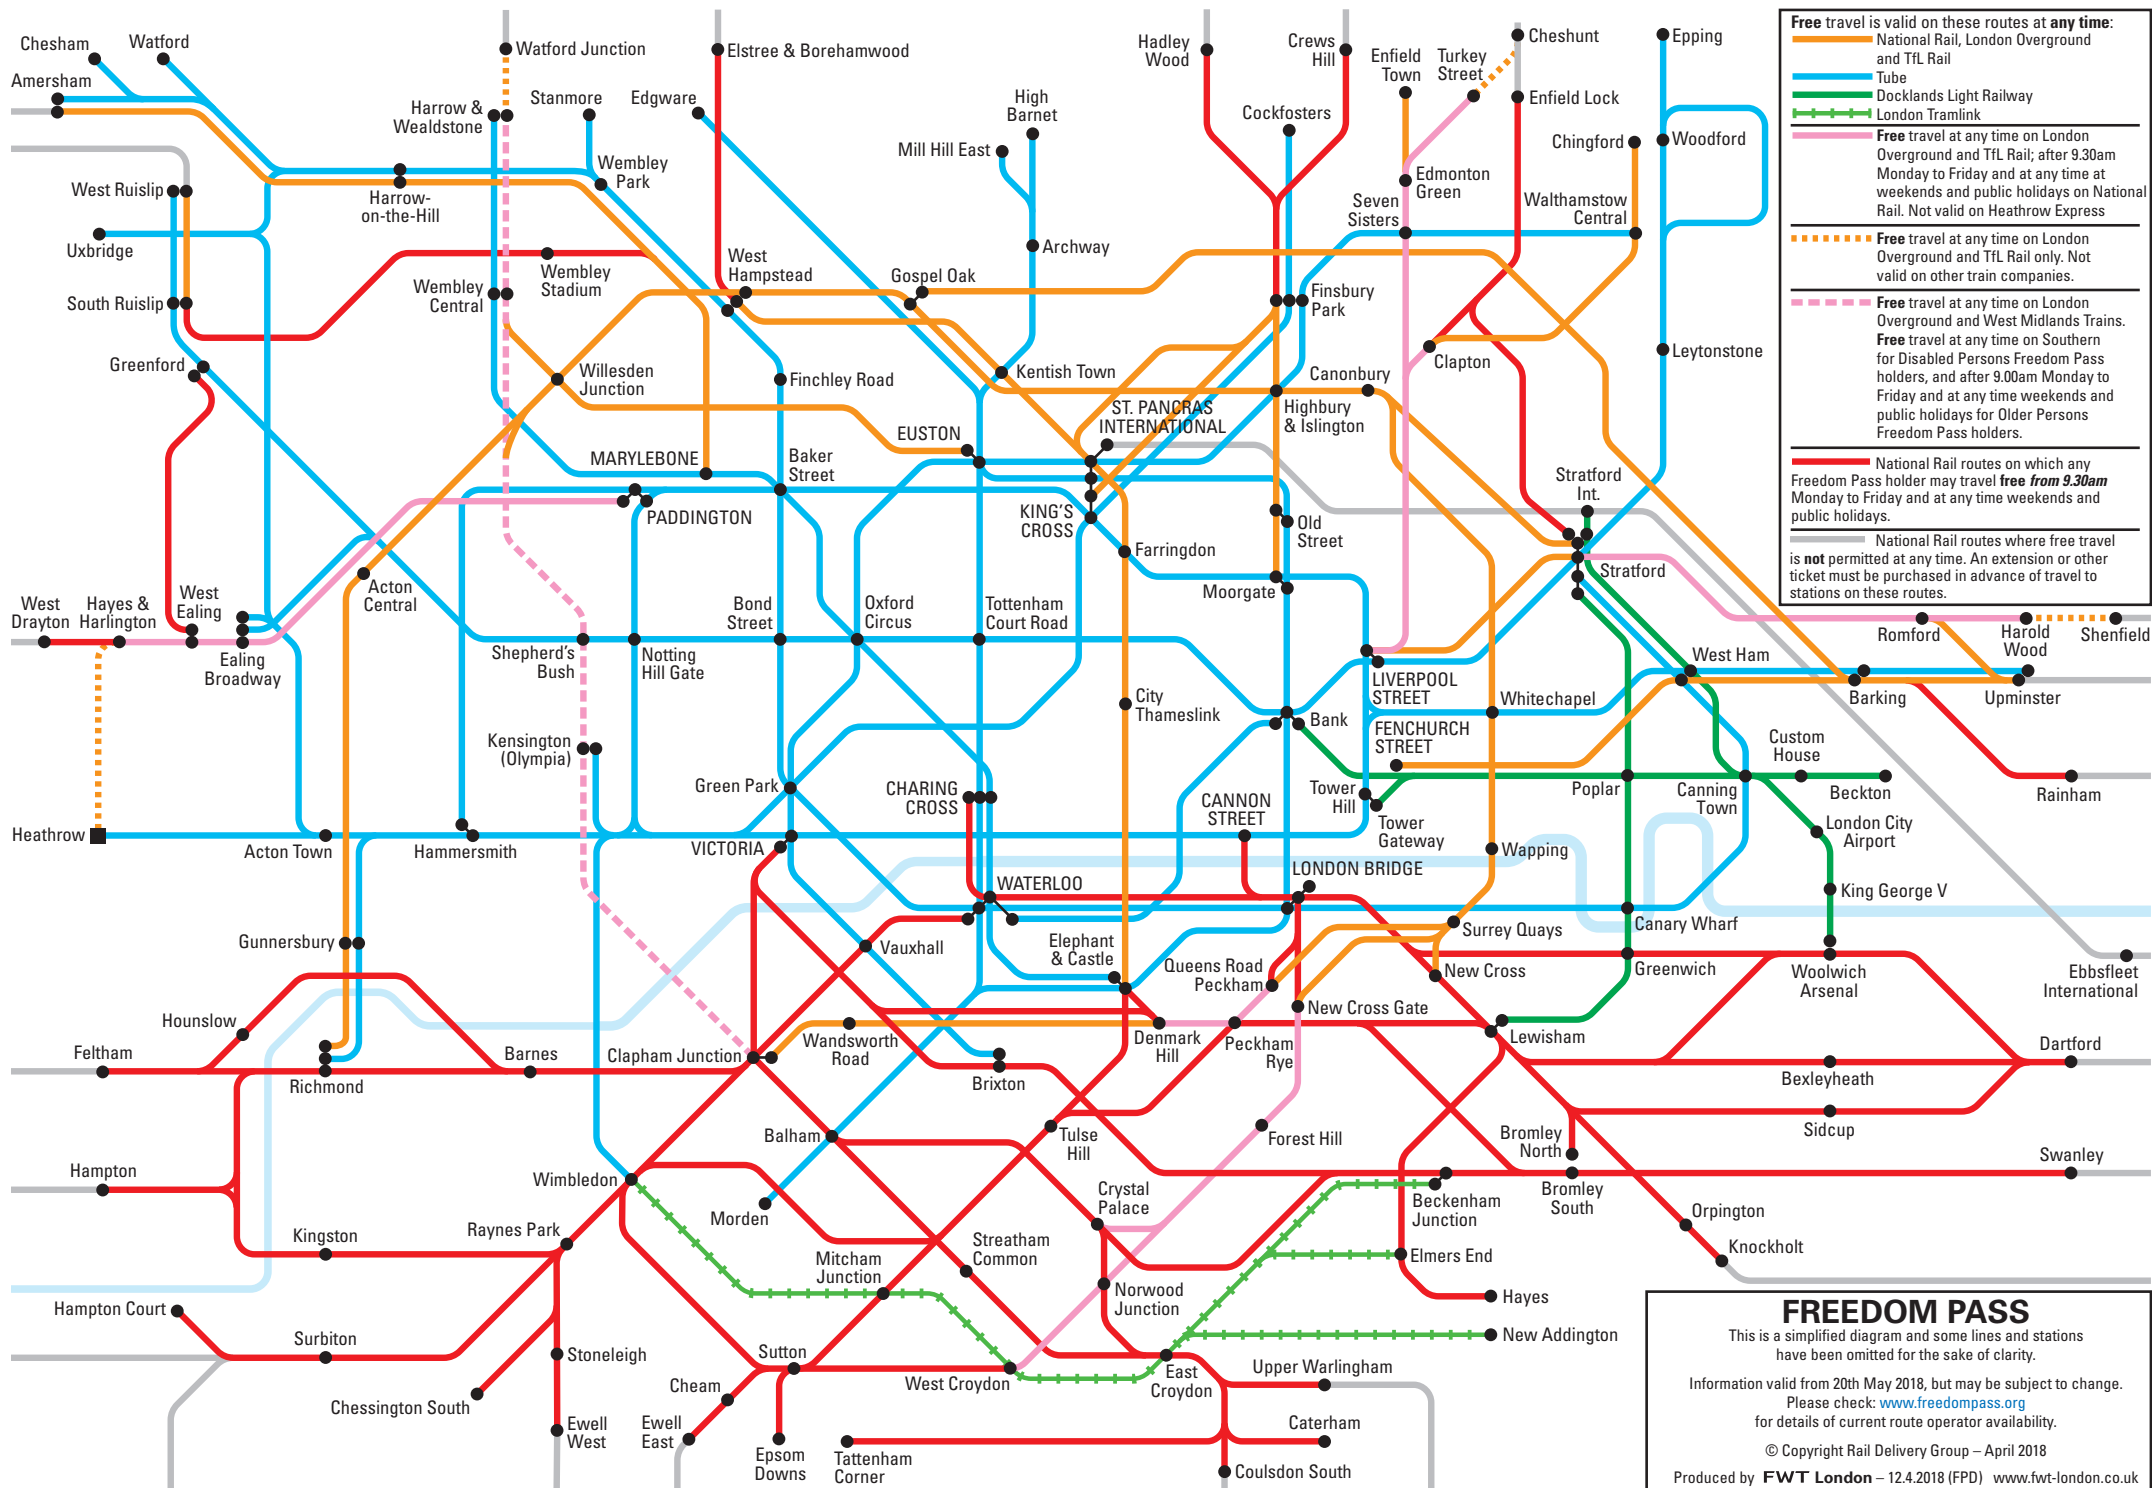 Chesham
Watford
Amersham
Watford Junction
Elstree & Borehamwood
Harrow &
Wealdstone
Stanmore
Edgware
Hadley
Wood
Crews
Hill
Enfield
Town
Turkey
Street
Cheshunt
Epping
Enfield Lock
High
Barnet
Cockfosters
Mill Hill East
Chingford
Woodford
West Ruislip
Wembley
Park
Harrow-
on-the-Hill
Edmonton
Green
Seven
Sisters
Walthamstow
Central
Uxbridge
Archway
West
Hampstead
Gospel Oak
Wembley
Stadium
Wembley
Central
South Ruislip
Finsbury
Park
Greenford
Willesden
Junction
Finchley Road
Kentish Town
Canonbury
Clapton
Leytonstone
ST. PANCRAS
INTERNATIONAL
Highbury
& Islington
EUSTON
MARYLEBONE
Baker
Street
Stratford
Int.
PADDINGTON
KING'S
CROSS
Old
Street
Farringdon
Stratford
Acton
Central
Moorgate
West
Drayton
Hayes &
Harlington
West
Ealing
Ealing
Broadway
Bond
Street
Oxford
Circus
Tottenham
Court Road
Shepherd's
Bush
Notting
Hill Gate
Romford
Harold
Wood
Shenfield
LIVERPOOL
STREET
West Ham
Barking
Upminster
City
Thameslink
Bank
Whitechapel
FENCHURCH
STREET
Kensington
(Olympia)
Custom
House
Green Park
CHARING
CROSS
CANNON
STREET
Tower
Hill
Tower
Gateway
Poplar
Canning
Town
Beckton
Rainham
Heathrow
Acton Town
Hammersmith
VICTORIA
London City
Airport
Wapping
LONDON BRIDGE
WATERLOO
King George V
Gunnersbury
Vauxhall
Elephant
& Castle
Surrey Quays
Canary Wharf
Queens Road
Peckham
New Cross
Greenwich
Woolwich
Arsenal
Ebbsfleet
International
Hounslow
New Cross Gate
Feltham
Richmond
Barnes
Clapham Junction
Wandsworth
Road
Denmark
Hill
Peckham
Rye
Lewisham
Brixton
Bexleyheath
Dartford
Balham
Tulse
Hill
Forest Hill
Bromley
North
Sidcup
Hampton
Wimbledon
Morden
Crystal
Palace
Beckenham
Junction
Bromley
South
Swanley
Kingston
Raynes Park
Mitcham
Junction
Streatham
Common
Elmers End
Orpington
Knockholt
Norwood
Junction
Hayes
Hampton Court
Surbiton
Stoneleigh
Sutton
New Addington
Chessington South
Cheam
West Croydon
East
Croydon
Upper Warlingham
Ewell
West
Ewell
East
Epsom
Downs
Tattenham
Corner
Caterham
Coulsdon South
Free travel is valid on these routes at any time:
National Rail, London Overground
and TfL Rail
Tube
Docklands Light Railway
London Tramlink
Free travel at any time on London
Overground and TfL Rail; after 9.30am
Monday to Friday and at any time at
weekends and public holidays on National
Rail. Not valid on Heathrow Express
Free travel at any time on London
Overground and TfL Rail only. Not
valid on other train companies.
Free travel at any time on London
Overground and West Midlands Trains.
Free travel at any time on Southern
for Disabled Persons Freedom Pass
holders, and after 9.00am Monday to
Friday and at any time weekends and
public holidays for Older Persons
Freedom Pass holders.
National Rail routes on which any
Freedom Pass holder may travel free from 9.30am
Monday to Friday and at any time weekends and
public holidays.
National Rail routes where free travel
is not permitted at any time. An extension or other
ticket must be purchased in advance of travel to
stations on these routes.
FREEDOM PASS
This is a simplified diagram and some lines and stations
have been omitted for the sake of clarity.
Information valid from 20th May 2018, but may be subject to change.
Please check: www.freedompass.org
for details of current route operator availability.
© Copyright Rail Delivery Group – April 2018
Produced by FWT London – 12.4.2018 (FPD) www.fwt-london.co.uk